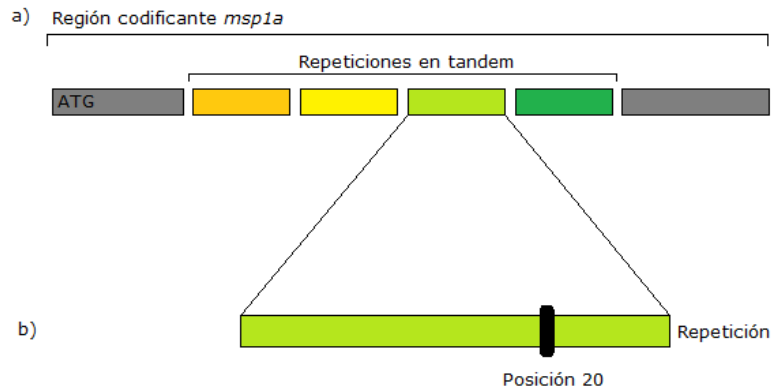 a) Región codificante msp1a
Repeticiones en tandem
ATG
b)
Repetición
Posición 20